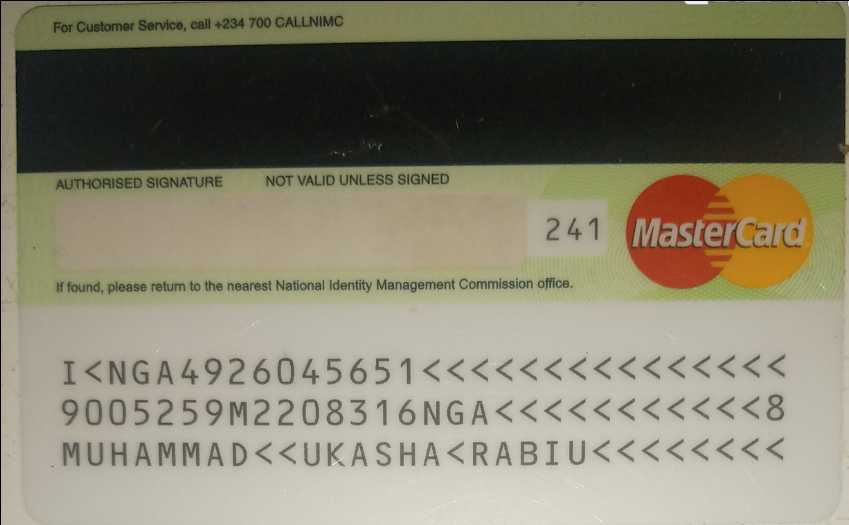 For Customer Service, call +234 700 CALLNIMC
AUTHORISED SIGNATURE NOT VALID UNLESS SIGNED
241
MasterCard
If found, please return to the nearest National Identity Management Commission office.
I<NGA4926045651<<<<<<<<<<<<<<<
9005259M2208316NGA<<<<<<<<<<<8
MUHAMMAD<<UKASHA<RABIU<<<<<<<<